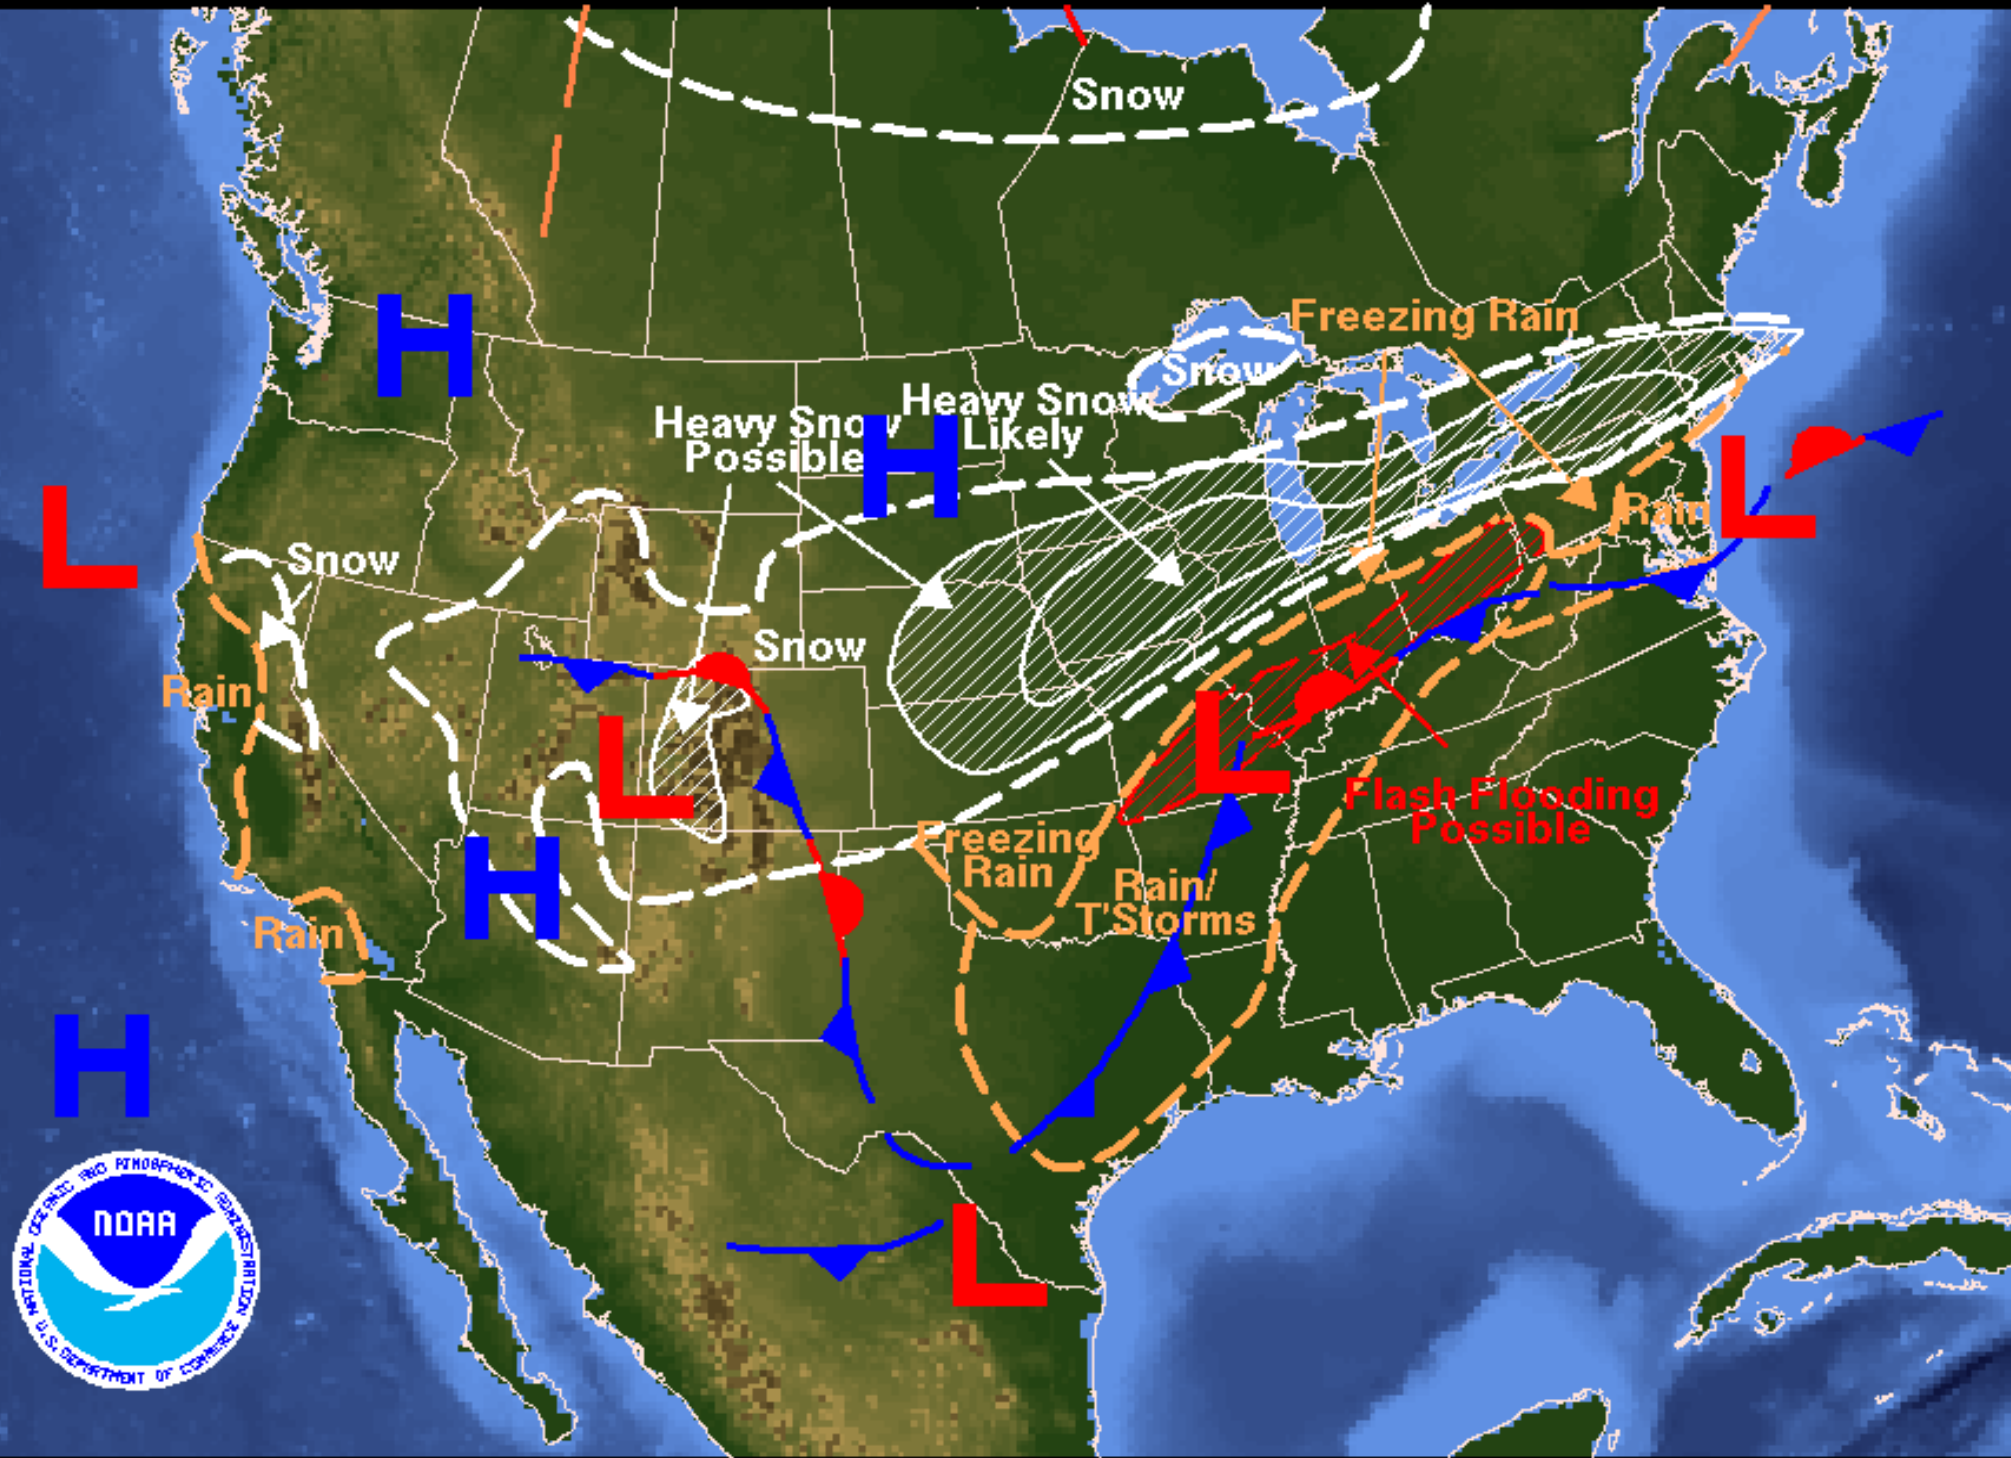 Snow
Freezing Rain
Snow
Heavy Snow
Likely
Heavy Snow
Possible
H
H
L
L
Rain
Snow
Snow
Rain
L
L
Flash Flooding
Possible
Freezing
Rain
Rain/
T'Storms
H
Rain
H
L
NOAA
NATIONAL OCEANIC AND ATMOSPHERIC ADMINISTRATION
U.S. DEPARTMENT OF COMMERCE